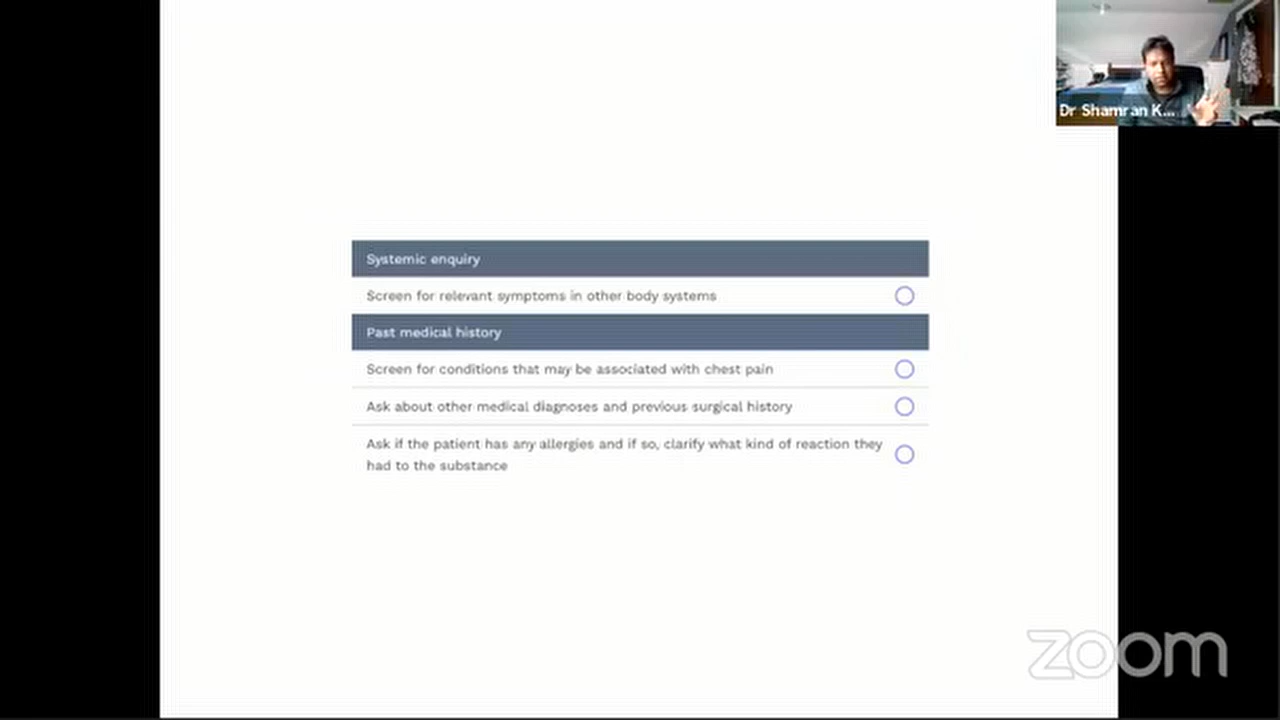 Dr Shamran K...
Systemic enquiry
Screen for relevant symptoms in other body systems
Past medical history
Screen for conditions that may be associated with chest pain
Ask about other medical diagnoses and previous surgical history
Ask if the patient has any allergies and if so, clarify what kind of reaction they
had to the substance
zoom